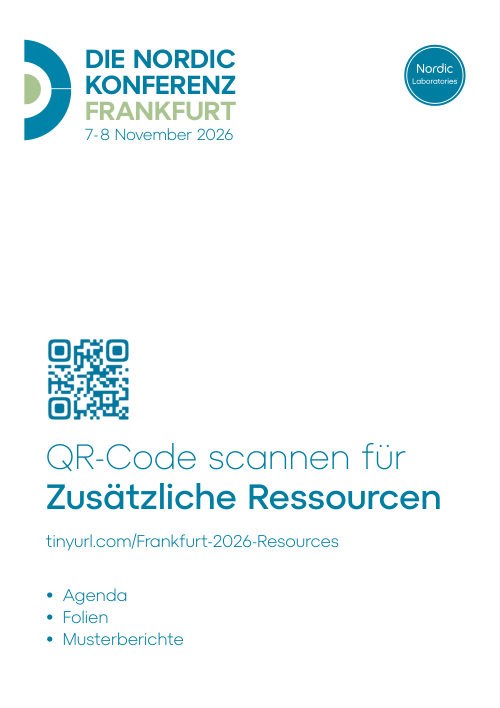 DIE NORDIC
KONFERENZ
FRANKFURT
7-8 November 2026
Nordic
Laboratories
QR-Code scannen für
Zusätzliche Ressourcen
tinyurl.com/Frankfurt-2026-Resources
• Agenda
• Folien
• Musterberichte